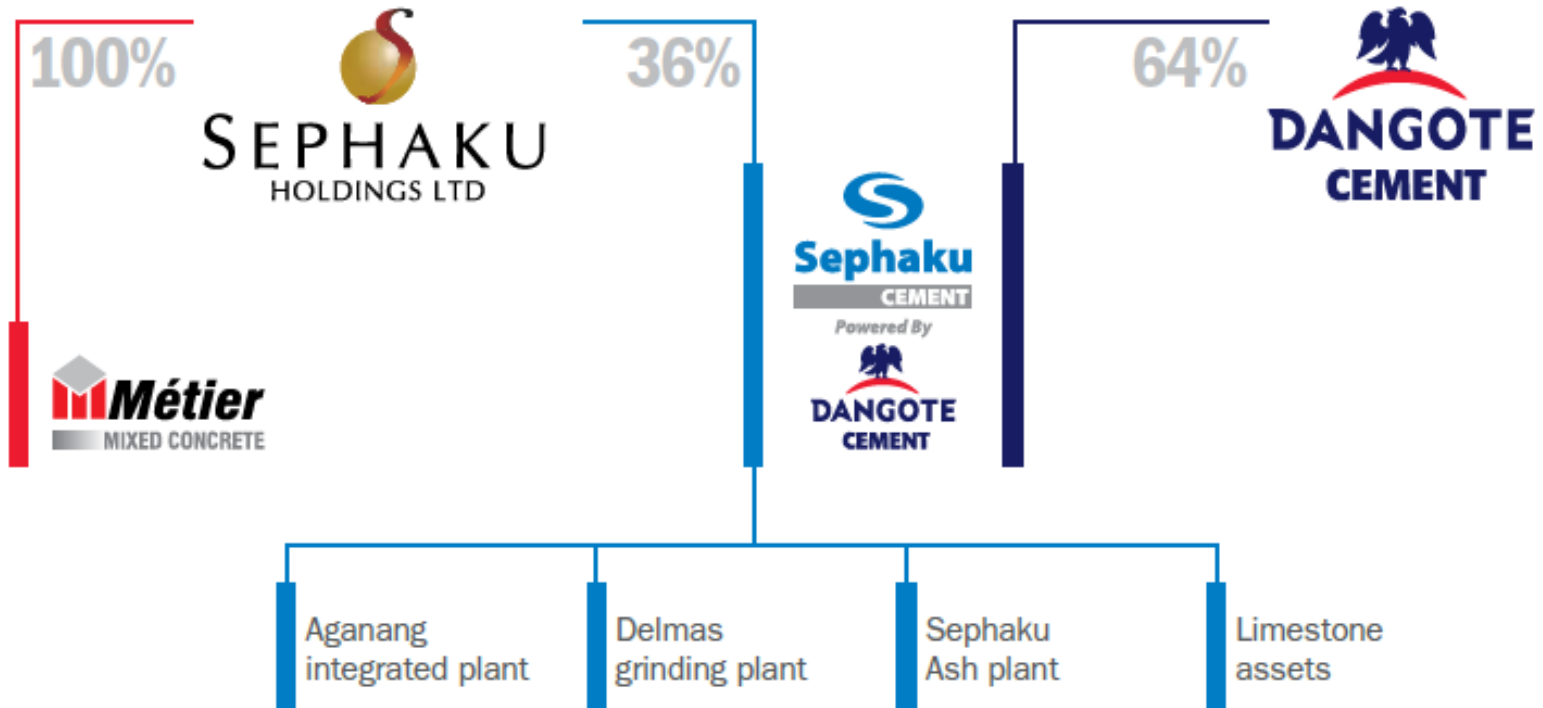 100%
SEPHAKU
HOLDINGS LTD
36%
64%
DANGOTE
CEMENT
Sephaku
CEMENT
Powered By
DANGOTE
CEMENT
Métier
MIXED CONCRETE
Aganang
integrated plant
Delmas
grinding plant
Sephaku
Ash plant
Limestone
assets